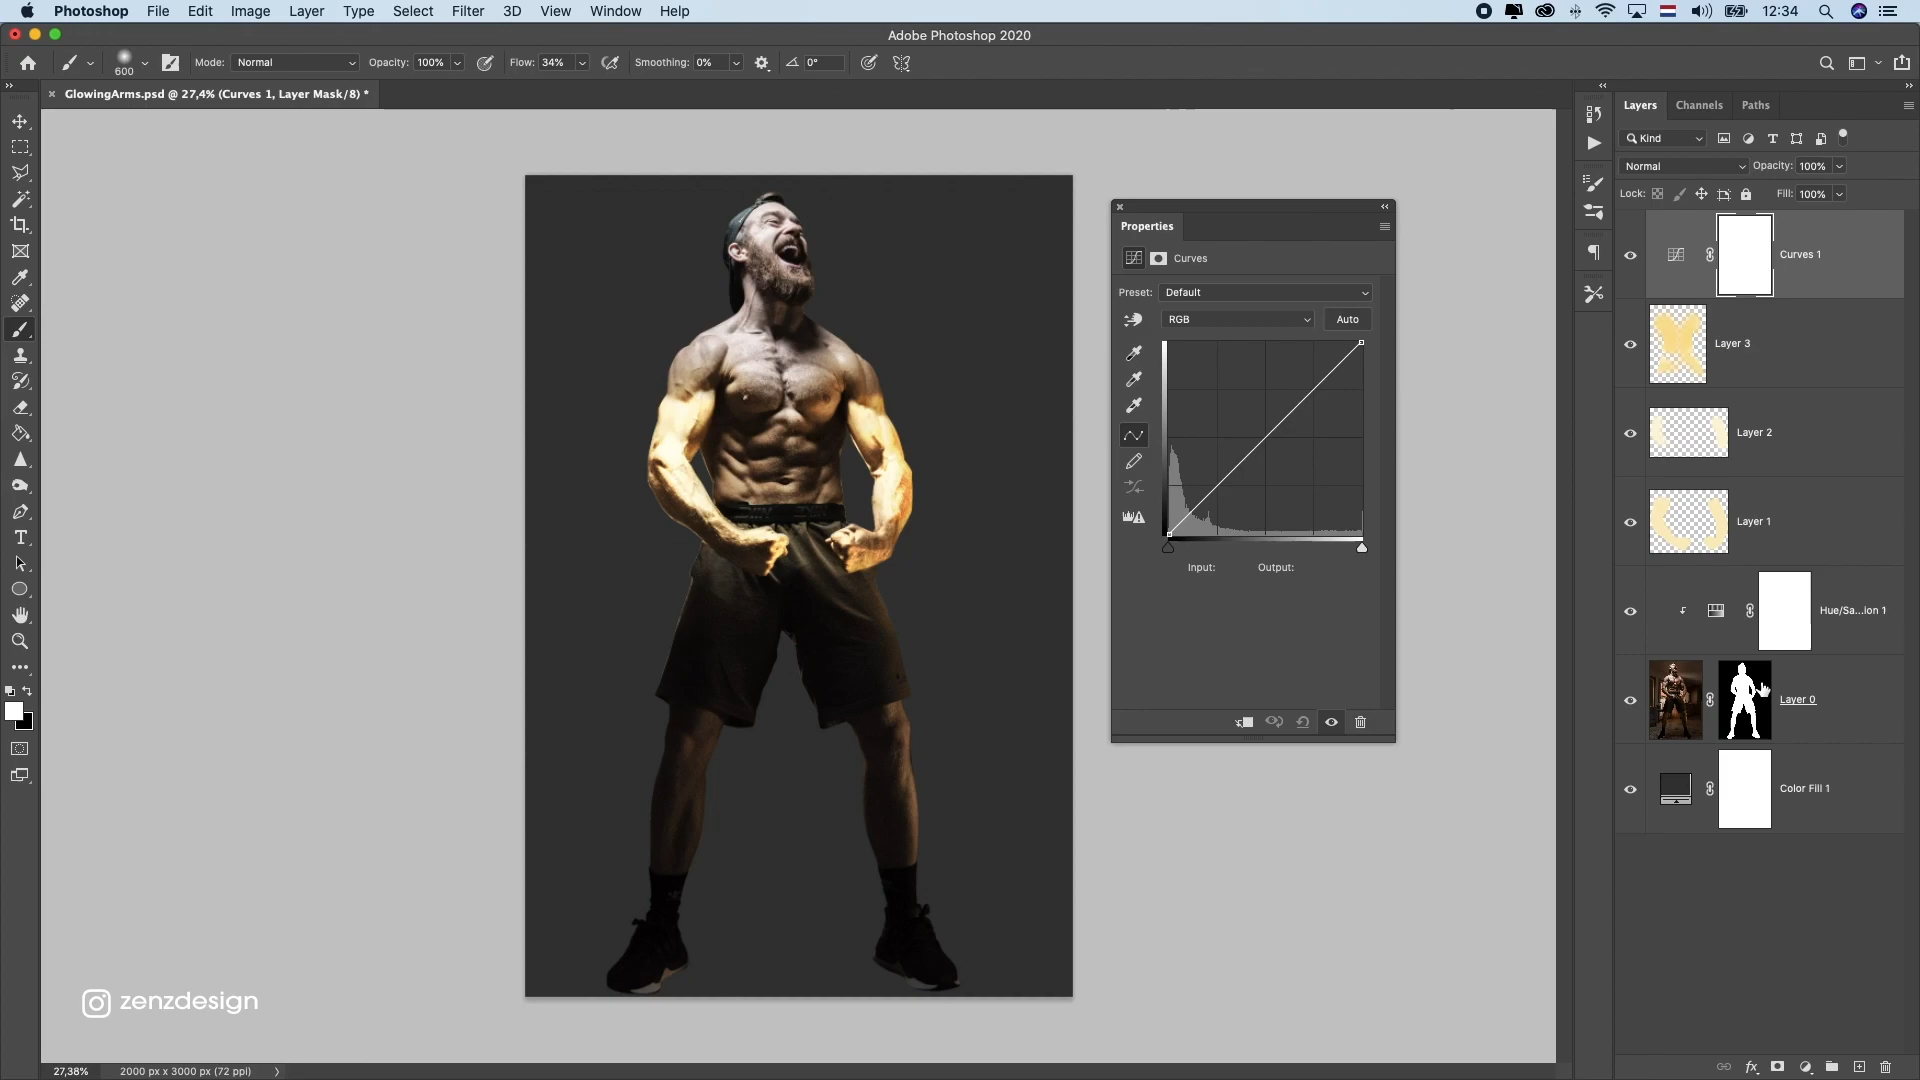 Photoshop File Edit Image Layer Type Select Filter 3D View Window Help 12:34
Adobe Photoshop 2020
600 Mode: Normal Opacity: 100% Flow: 34% Smoothing: 0% 0°
GlowingArms.psd @ 27,4% (Curves 1, Layer Mask/8) *
Layers Channels Paths
Kind
Normal Opacity: 100%
Lock: Fill: 100%
Properties
Curves
Preset: Default
RGB Auto
Input: Output:
Curves 1
Layer 3
Layer 2
Layer 1
Hue/Sa...ion 1
Layer 0
Color Fill 1
zenzdesign
27,38% 2000 px x 3000 px (72 ppi)